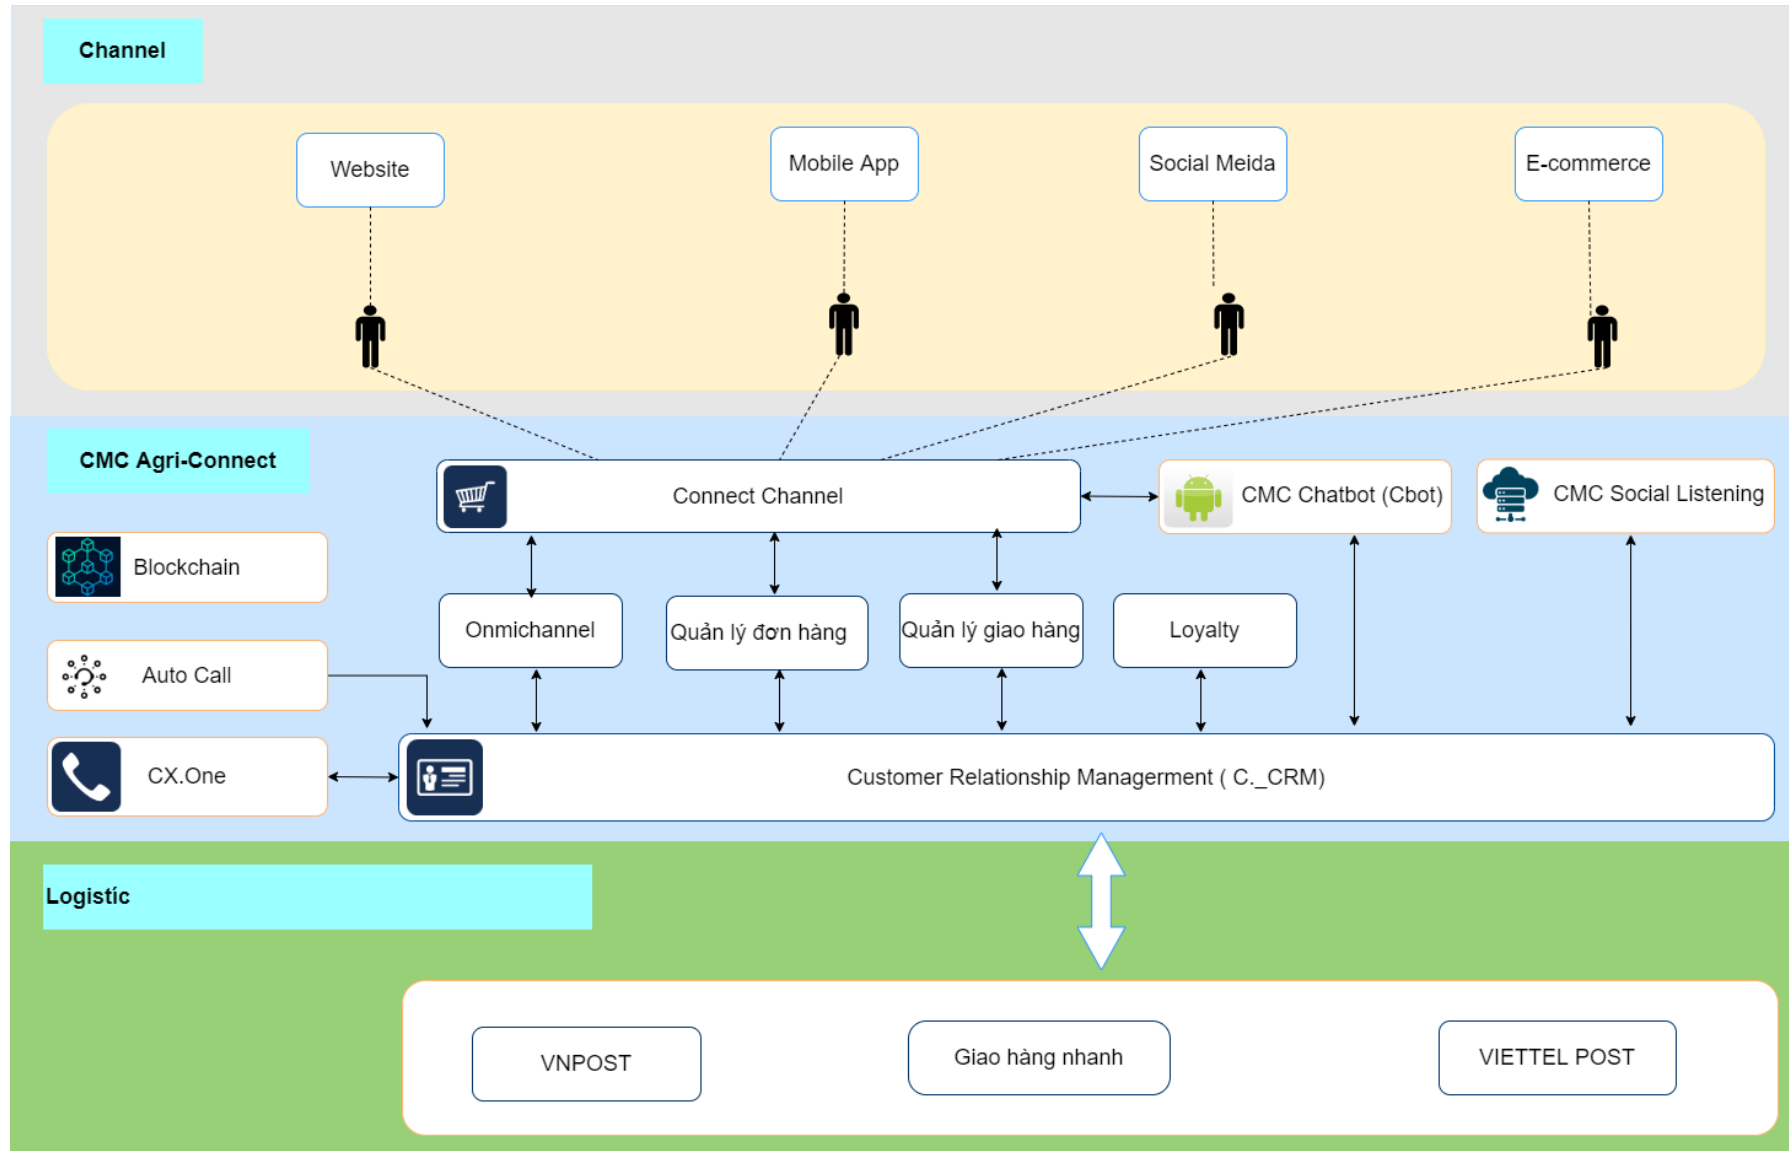 Channel
Website
Mobile App
Social Meida
E-commerce
CMC Agri-Connect
Connect Channel
CMC Chatbot (Cbot)
CMC Social Listening
Blockchain
Onmichannel
Quản lý đơn hàng
Quản lý giao hàng
Loyalty
Auto Call
CX.One
Customer Relationship Managerment ( C._CRM)
Logistíc
VNPOST
Giao hàng nhanh
VIETTEL POST